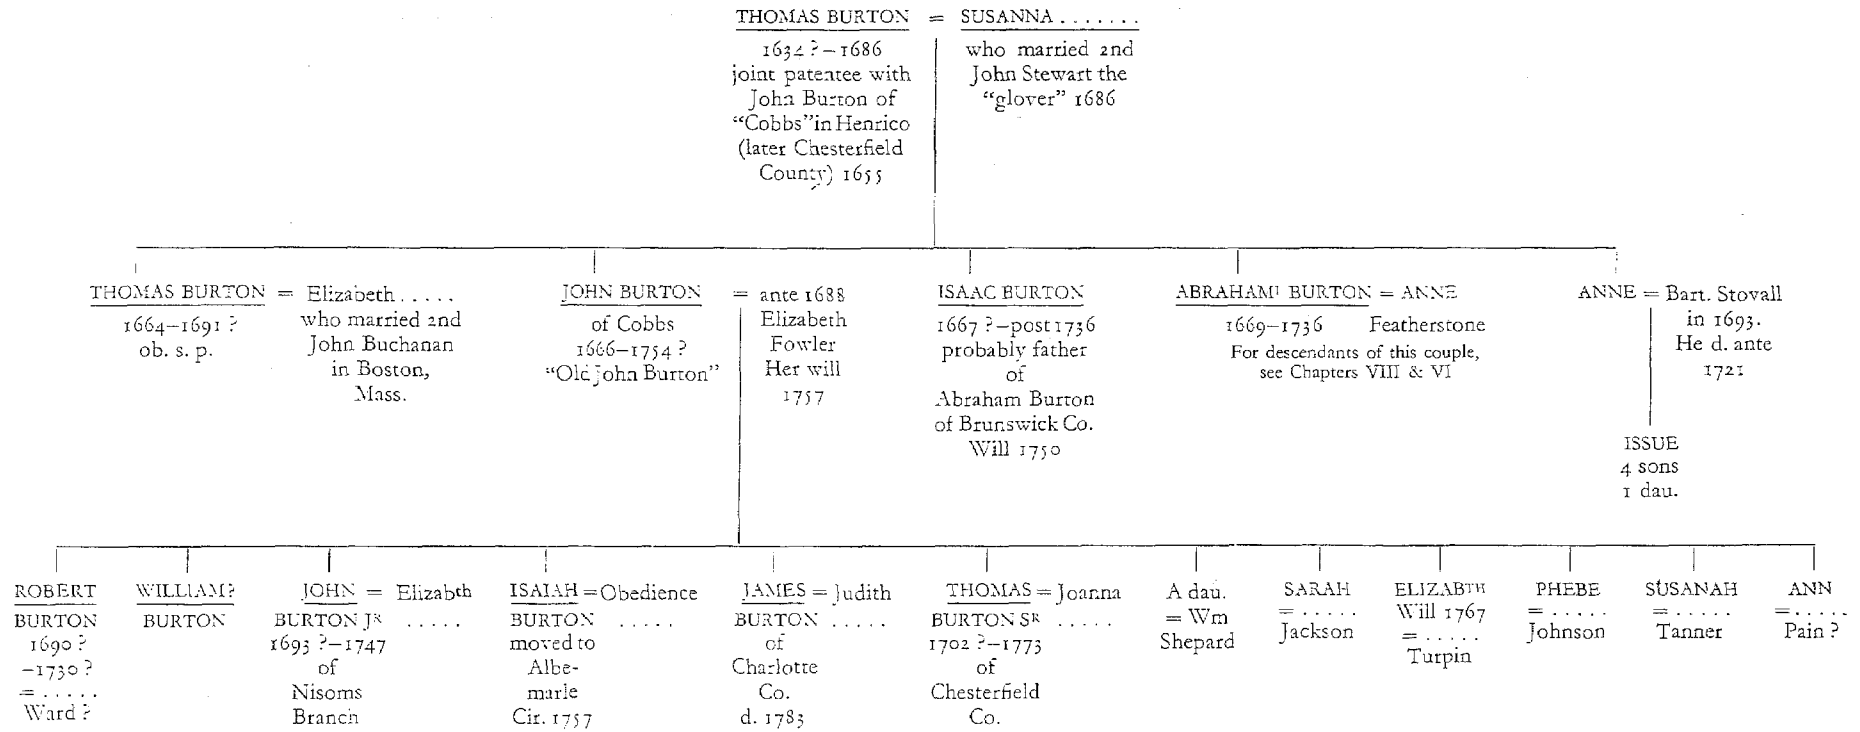 THOMAS BURTON = SUSANNA .......
1634 ?–1686
joint patentee with
John Burton of
“Cobbs” in Henrico
(later Chesterfield
County) 1655
who married 2nd
John Stewart the
“glover” 1686
THOMAS BURTON = Elizabeth .....
1664–1691 ?
ob. s. p.
who married 2nd
John Buchanan
in Boston,
Mass.
JOHN BURTON = ante 1688
of Cobbs
1666–1754 ?
“Old John Burton”
Elizabeth
Fowler
Her will
1757
ISAAC BURTON
1667 ?–post 1736
probably father
of
Abraham Burton
of Brunswick Co.
Will 1750
ABRAHAM¹ BURTON = ANNE
1669–1736 Featherstone
For descendants of this couple,
see Chapters VIII & VI
ANNE = Bart. Stovall
in 1693.
He d. ante
1721
ISSUE
4 sons
1 dau.
ROBERT
BURTON
1690 ?
–1730 ?
= .....
Ward ?
WILLIAM?
BURTON
JOHN = Elizabth
BURTON Jᴿ .....
1693 ?–1747
of
Nisoms
Branch
ISAIAH = Obedience
BURTON .....
moved to
Albe-
marle
Cir. 1757
JAMES = Judith
BURTON .....
of
Charlotte
Co.
d. 1783
THOMAS = Joanna
BURTON Sᴿ .....
1702 ?–1773
of
Chesterfield
Co.
A dau.
= Wm
Shepard
SARAH
= .....
Jackson
ELIZABᵀᴴ
Will 1767
= .....
Turpin
PHEBE
= .....
Johnson
SUSANAH
= .....
Tanner
ANN
= .....
Pain ?